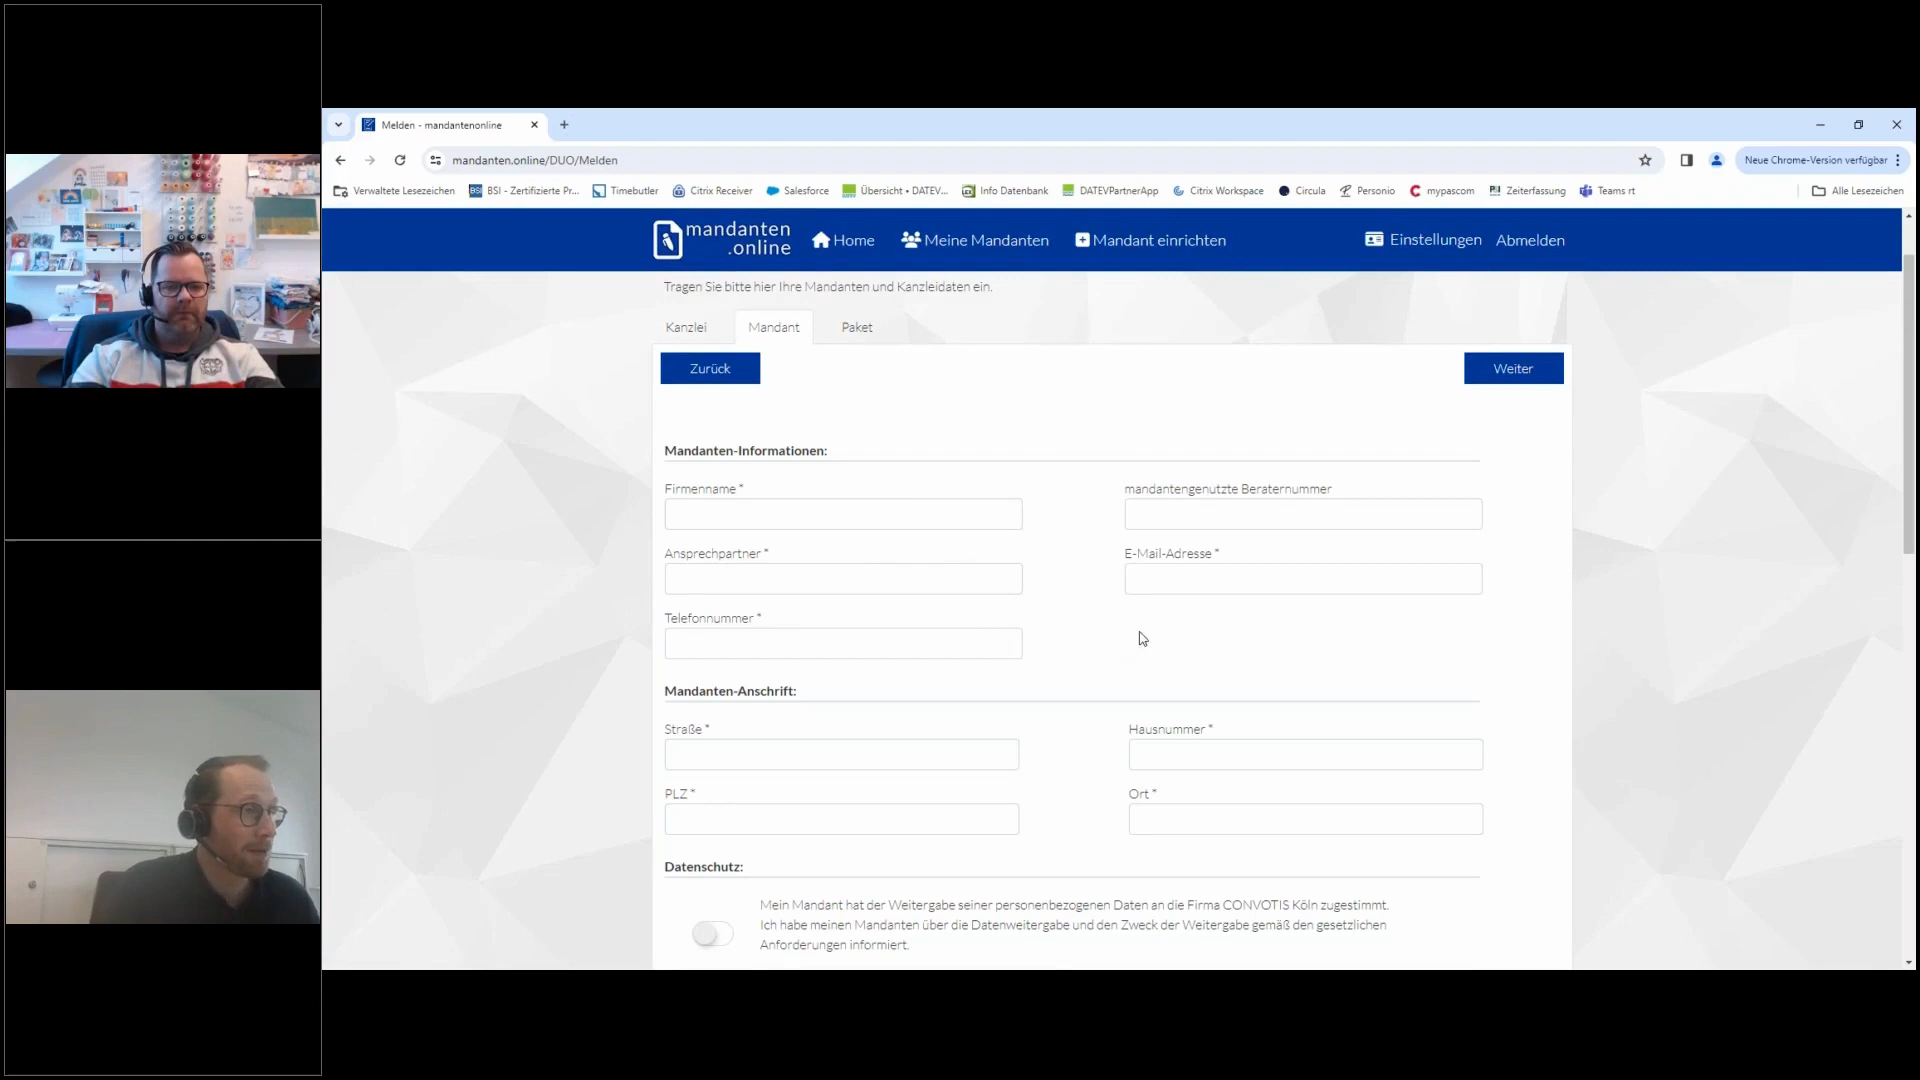 Melden - mandantenonline
mandanten.online/DUO/Melden
Neue Chrome-Version verfügbar
Verwaltete Lesezeichen
BSI - Zertifizierte Pr...
Timebutler
Citrix Receiver
Salesforce
Übersicht • DATEV...
Info Datenbank
DATEVPartnerApp
Citrix Workspace
Circula
Personio
mypascom
Zeiterfassung
Teams rt
Alle Lesezeichen
mandanten
.online
Home
Meine Mandanten
Mandant einrichten
Einstellungen
Abmelden
Tragen Sie bitte hier Ihre Mandanten und Kanzleidaten ein.
Kanzlei
Mandant
Paket
Zurück
Weiter
Mandanten-Informationen:
Firmenname *
mandantengenutzte Beraternummer
Ansprechpartner *
E-Mail-Adresse *
Telefonnummer *
Mandanten-Anschrift:
Straße *
Hausnummer *
PLZ *
Ort *
Datenschutz:
Mein Mandant hat der Weitergabe seiner personenbezogenen Daten an die Firma CONVOTIS Köln zugestimmt.
Ich habe meinen Mandanten über die Datenweitergabe und den Zweck der Weitergabe gemäß den gesetzlichen
Anforderungen informiert.